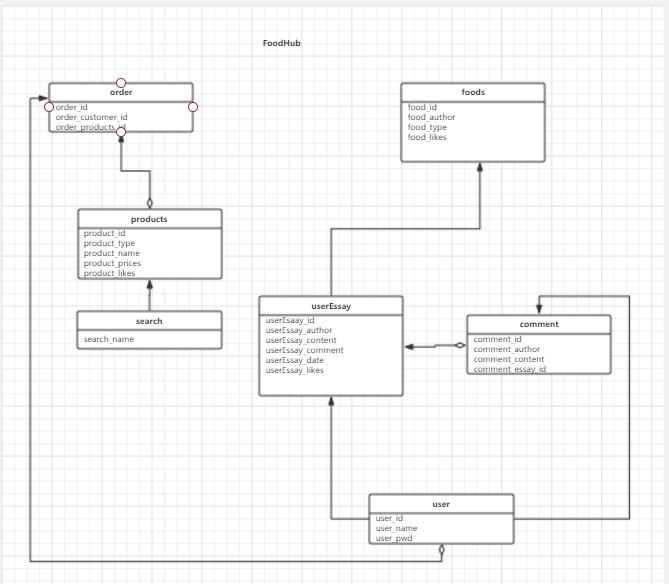 FoodHub
order
order_id
order_customer_id
order_products_id
foods
food_id
food_author
food_type
food_likes
products
product_id
product_type
product_name
product_prices
product_likes
search
search_name
userEssay
userEsaay_id
userEssay_author
userEssay_content
userEssay_comment
userEssay_date
userEssay_likes
comment
comment_id
comment_author
comment_content
comment_essay_id
user
user_id
user_name
user_pwd